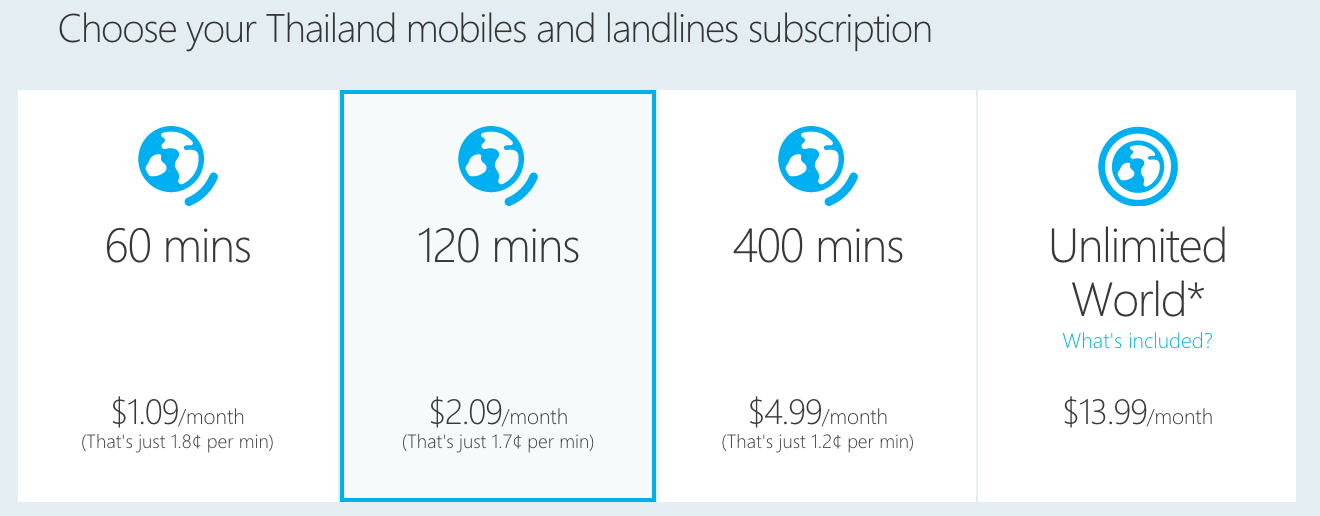 Choose your Thailand mobiles and landlines subscription
60 mins
$1.09/month
(That's just 1.8¢ per min)
120 mins
$2.09/month
(That's just 1.7¢ per min)
400 mins
$4.99/month
(That's just 1.2¢ per min)
Unlimited
World*
What's included?
$13.99/month